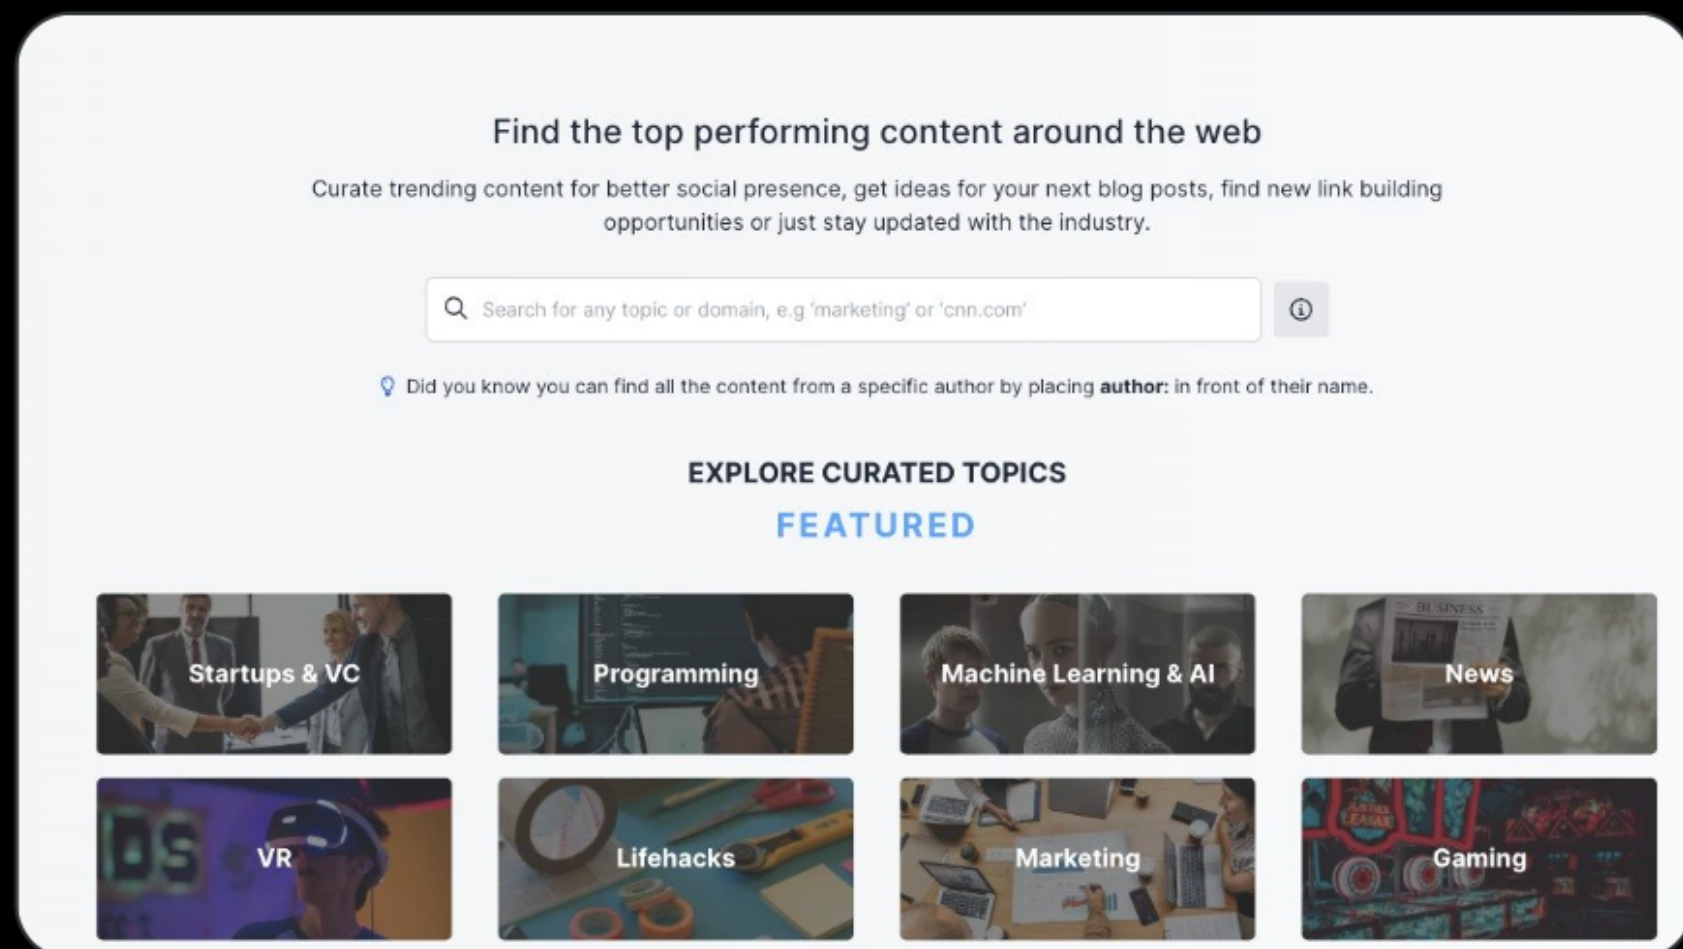 Find the top performing content around the web
Curate trending content for better social presence, get ideas for your next blog posts, find new link building
opportunities or just stay updated with the industry.
Search for any topic or domain, e.g 'marketing' or 'cnn.com'
Did you know you can find all the content from a specific author by placing author: in front of their name.
EXPLORE CURATED TOPICS
FEATURED
BUSINESS
Startups & VC
Programming
Machine Learning & AI
News
JUSTICE
LEAGUE
VR
Lifehacks
Marketing
Gaming